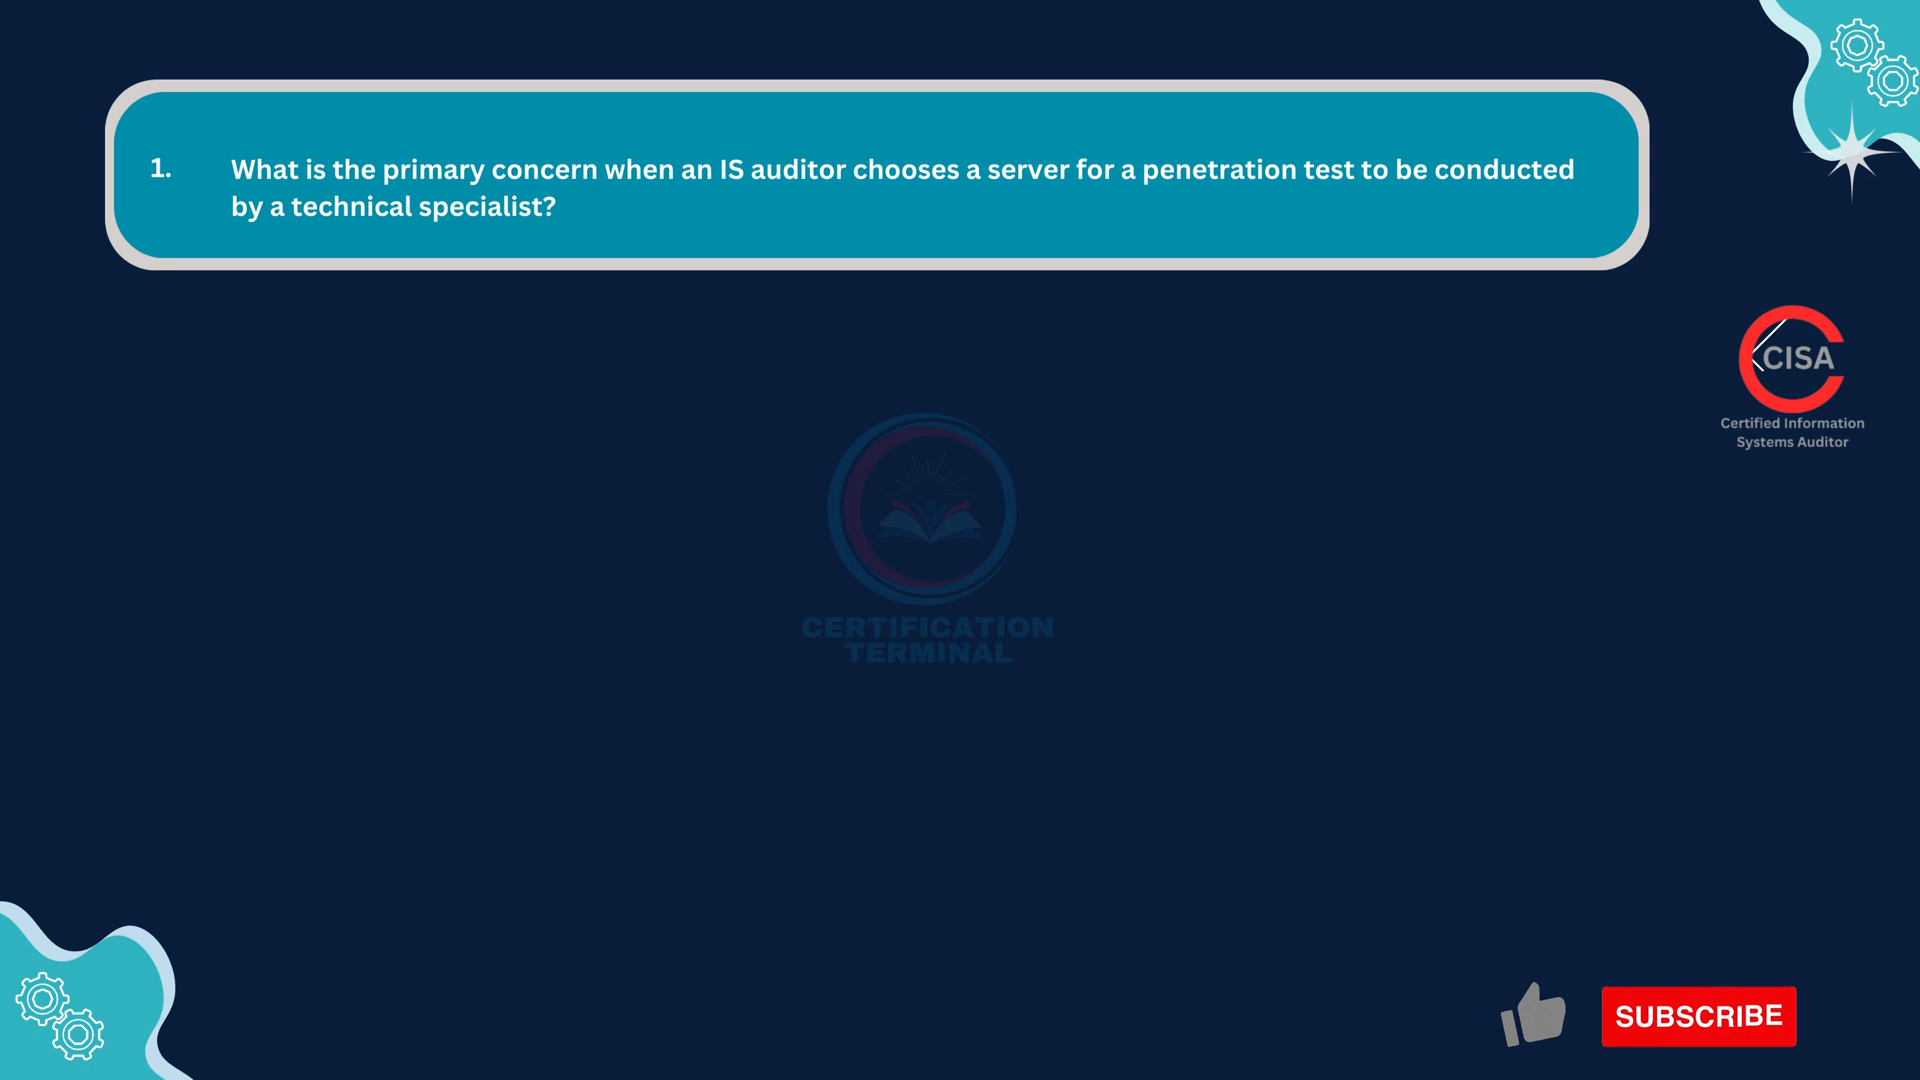 1. What is the primary concern when an IS auditor chooses a server for a penetration test to be conducted
by a technical specialist?
CISA
Certified Information
Systems Auditor
CERTIFICATION
TERMINAL
SUBSCRIBE